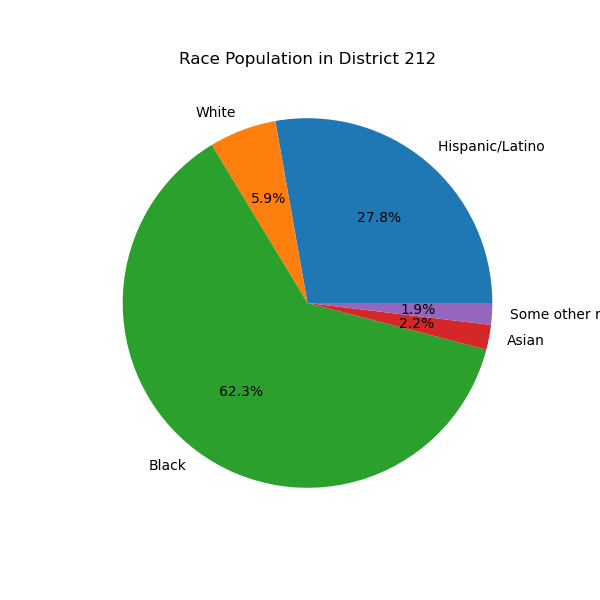 Race Population in District 212
White
Hispanic/Latino
5.9%
27.8%
1.9%
Some other
2.2%
Asian
62.3%
Black